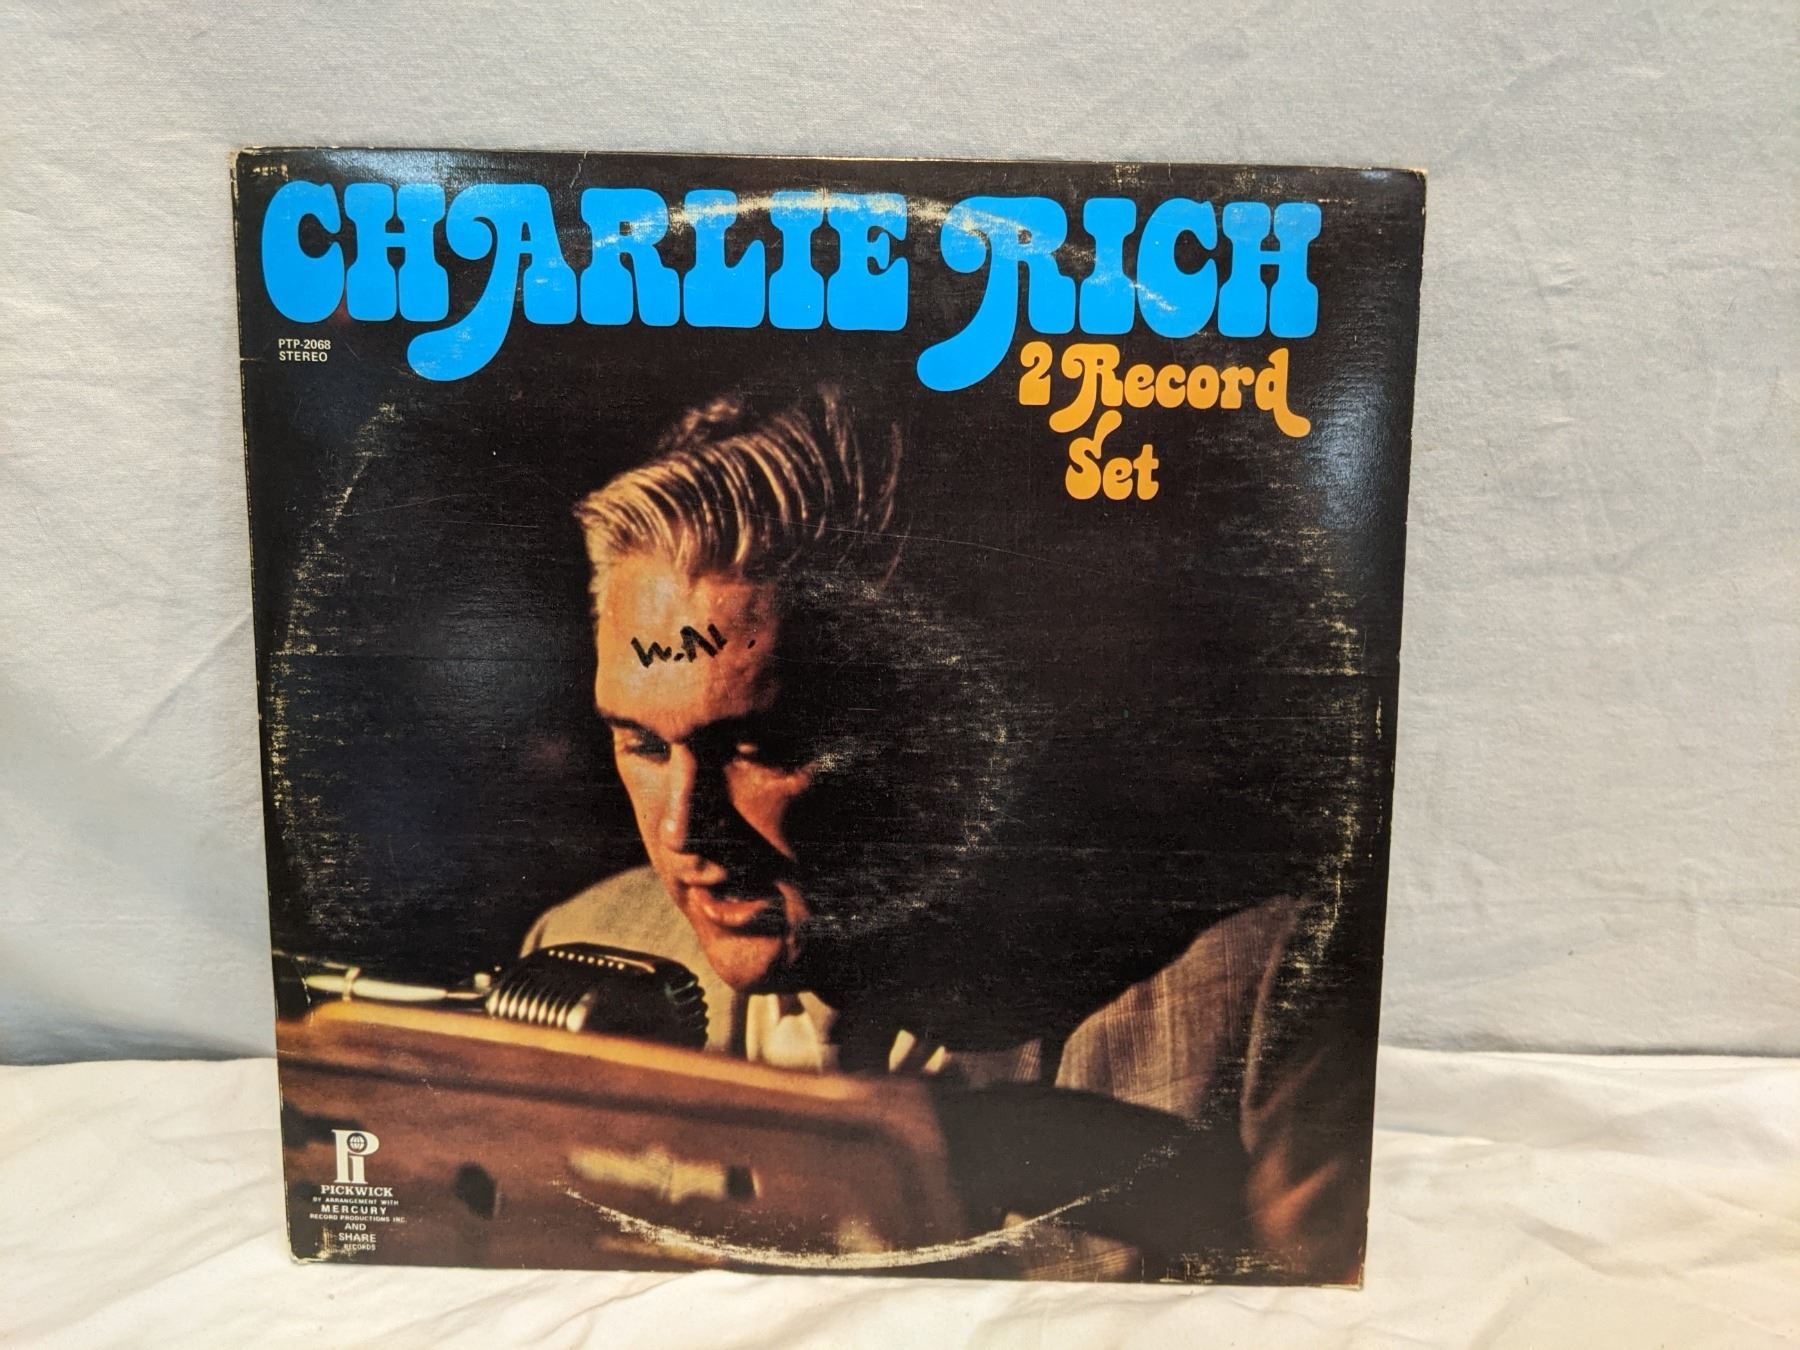 CHARLIE RICH
PTP-2068
STEREO
2 Record
Set
W.N.
Pi
PICKWICK
BY ARRANGEMENT WITH
MERCURY
RECORD PRODUCTIONS INC.
AND
SHARE
RECORDS